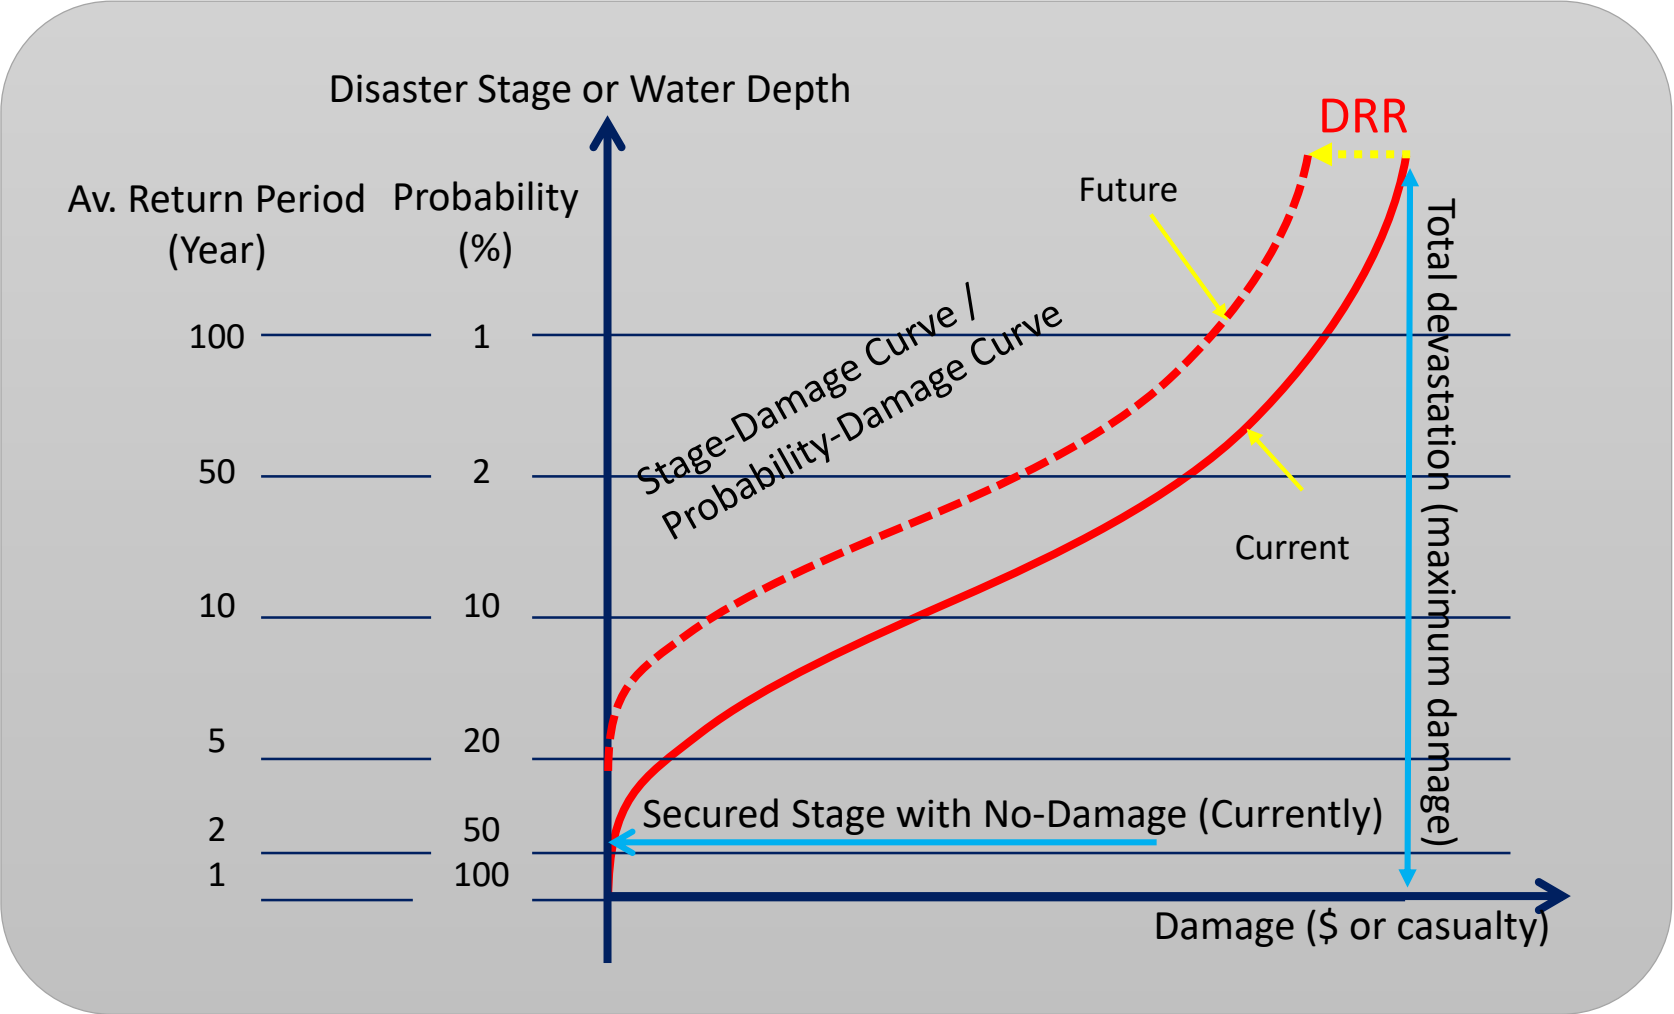 Disaster Stage or Water Depth
DRR
Av. Return Period
(Year)
Probability
(%)
Future
Total devastation (maximum damage)
Stage-Damage Curve /
Probability-Damage Curve
100
1
50
2
Current
10
10
5
20
Secured Stage with No-Damage (Currently)
2
50
1
100
Damage ($ or casualty)